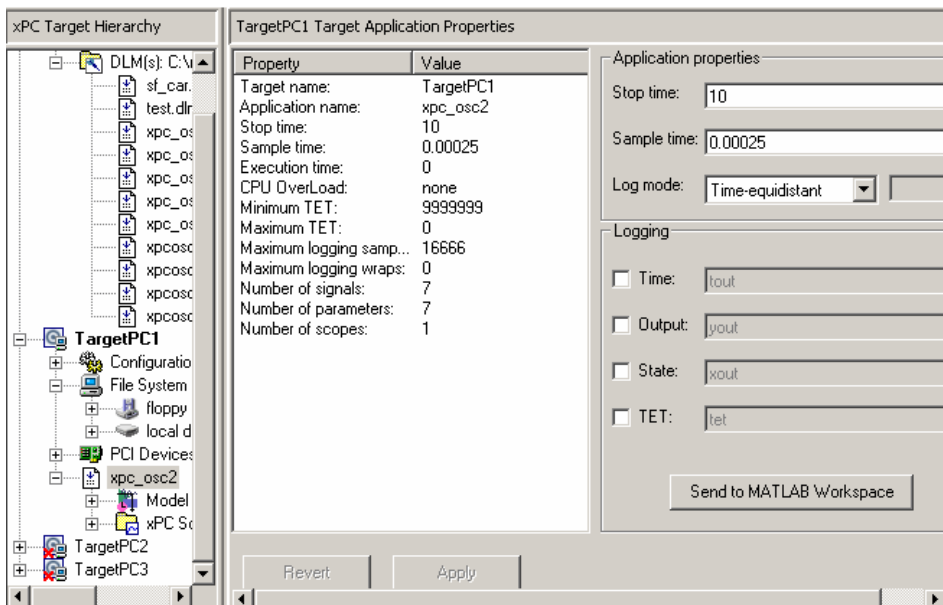 xPC Target Hierarchy
DLM(s): C:\
sf_car.
test.dlr
xpc_os
xpc_os
xpc_os
xpc_os
xpc_os
xpcosc
xpcosc
xpcosc
xpcosc
TargetPC1
Configuratio
File System
floppy
local d
PCI Devices
xpc_osc2
Model
xPC Sc
TargetPC2
TargetPC3
TargetPC1 Target Application Properties
Property Value
Target name: TargetPC1
Application name: xpc_osc2
Stop time: 10
Sample time: 0.00025
Execution time: 0
CPU OverLoad: none
Minimum TET: 9999999
Maximum TET: 0
Maximum logging samp... 16666
Maximum logging wraps: 0
Number of signals: 7
Number of parameters: 7
Number of scopes: 1
Revert Apply
Application properties
Stop time: 10
Sample time: 0.00025
Log mode: Time-equidistant
Logging
Time: tout
Output: yout
State: xout
TET: tet
Send to MATLAB Workspace